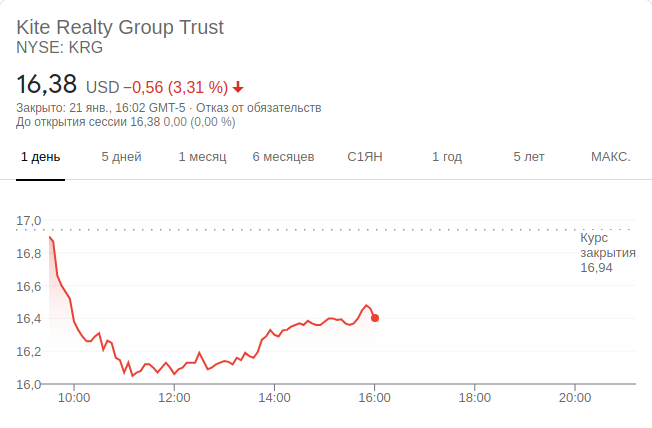 Kite Realty Group Trust
NYSE: KRG
16,38 USD −0,56 (3,31 %)
Закрыто: 21 янв., 16:02 GMT-5 · Отказ от обязательств
До открытия сессии 16,38 0,00 (0,00 %)
1 день 5 дней 1 месяц 6 месяцев С1ЯН 1 год 5 лет МАКС.
17,0
Курс
закрытия
16,94
16,8
16,6
16,4
16,2
16,0
10:00 12:00 14:00 16:00 18:00 20:00